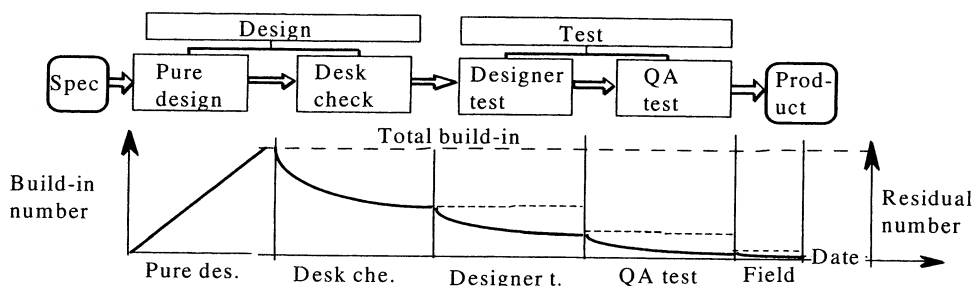 Design
Test
Spec
Pure
design
Desk
check
Designer
test
QA
test
Prod-
uct
Total build-in
Build-in
number
Residual
number
Date
Pure des.
Desk che.
Designer t.
QA test
Field